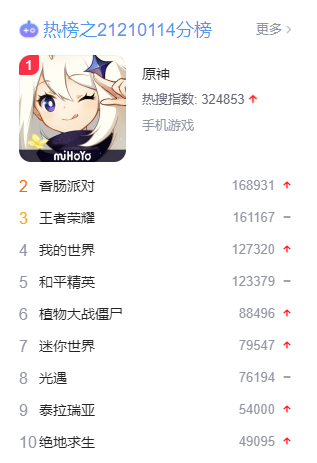 热榜之21210114分榜 更多 >
1
原神
热搜指数: 324853
手机游戏
miHoYo
2 香肠派对 168931
3 王者荣耀 161167 −
4 我的世界 127320
5 和平精英 123379 −
6 植物大战僵尸 88496
7 迷你世界 79547
8 光遇 76194 −
9 泰拉瑞亚 54000
10 绝地求生 49095